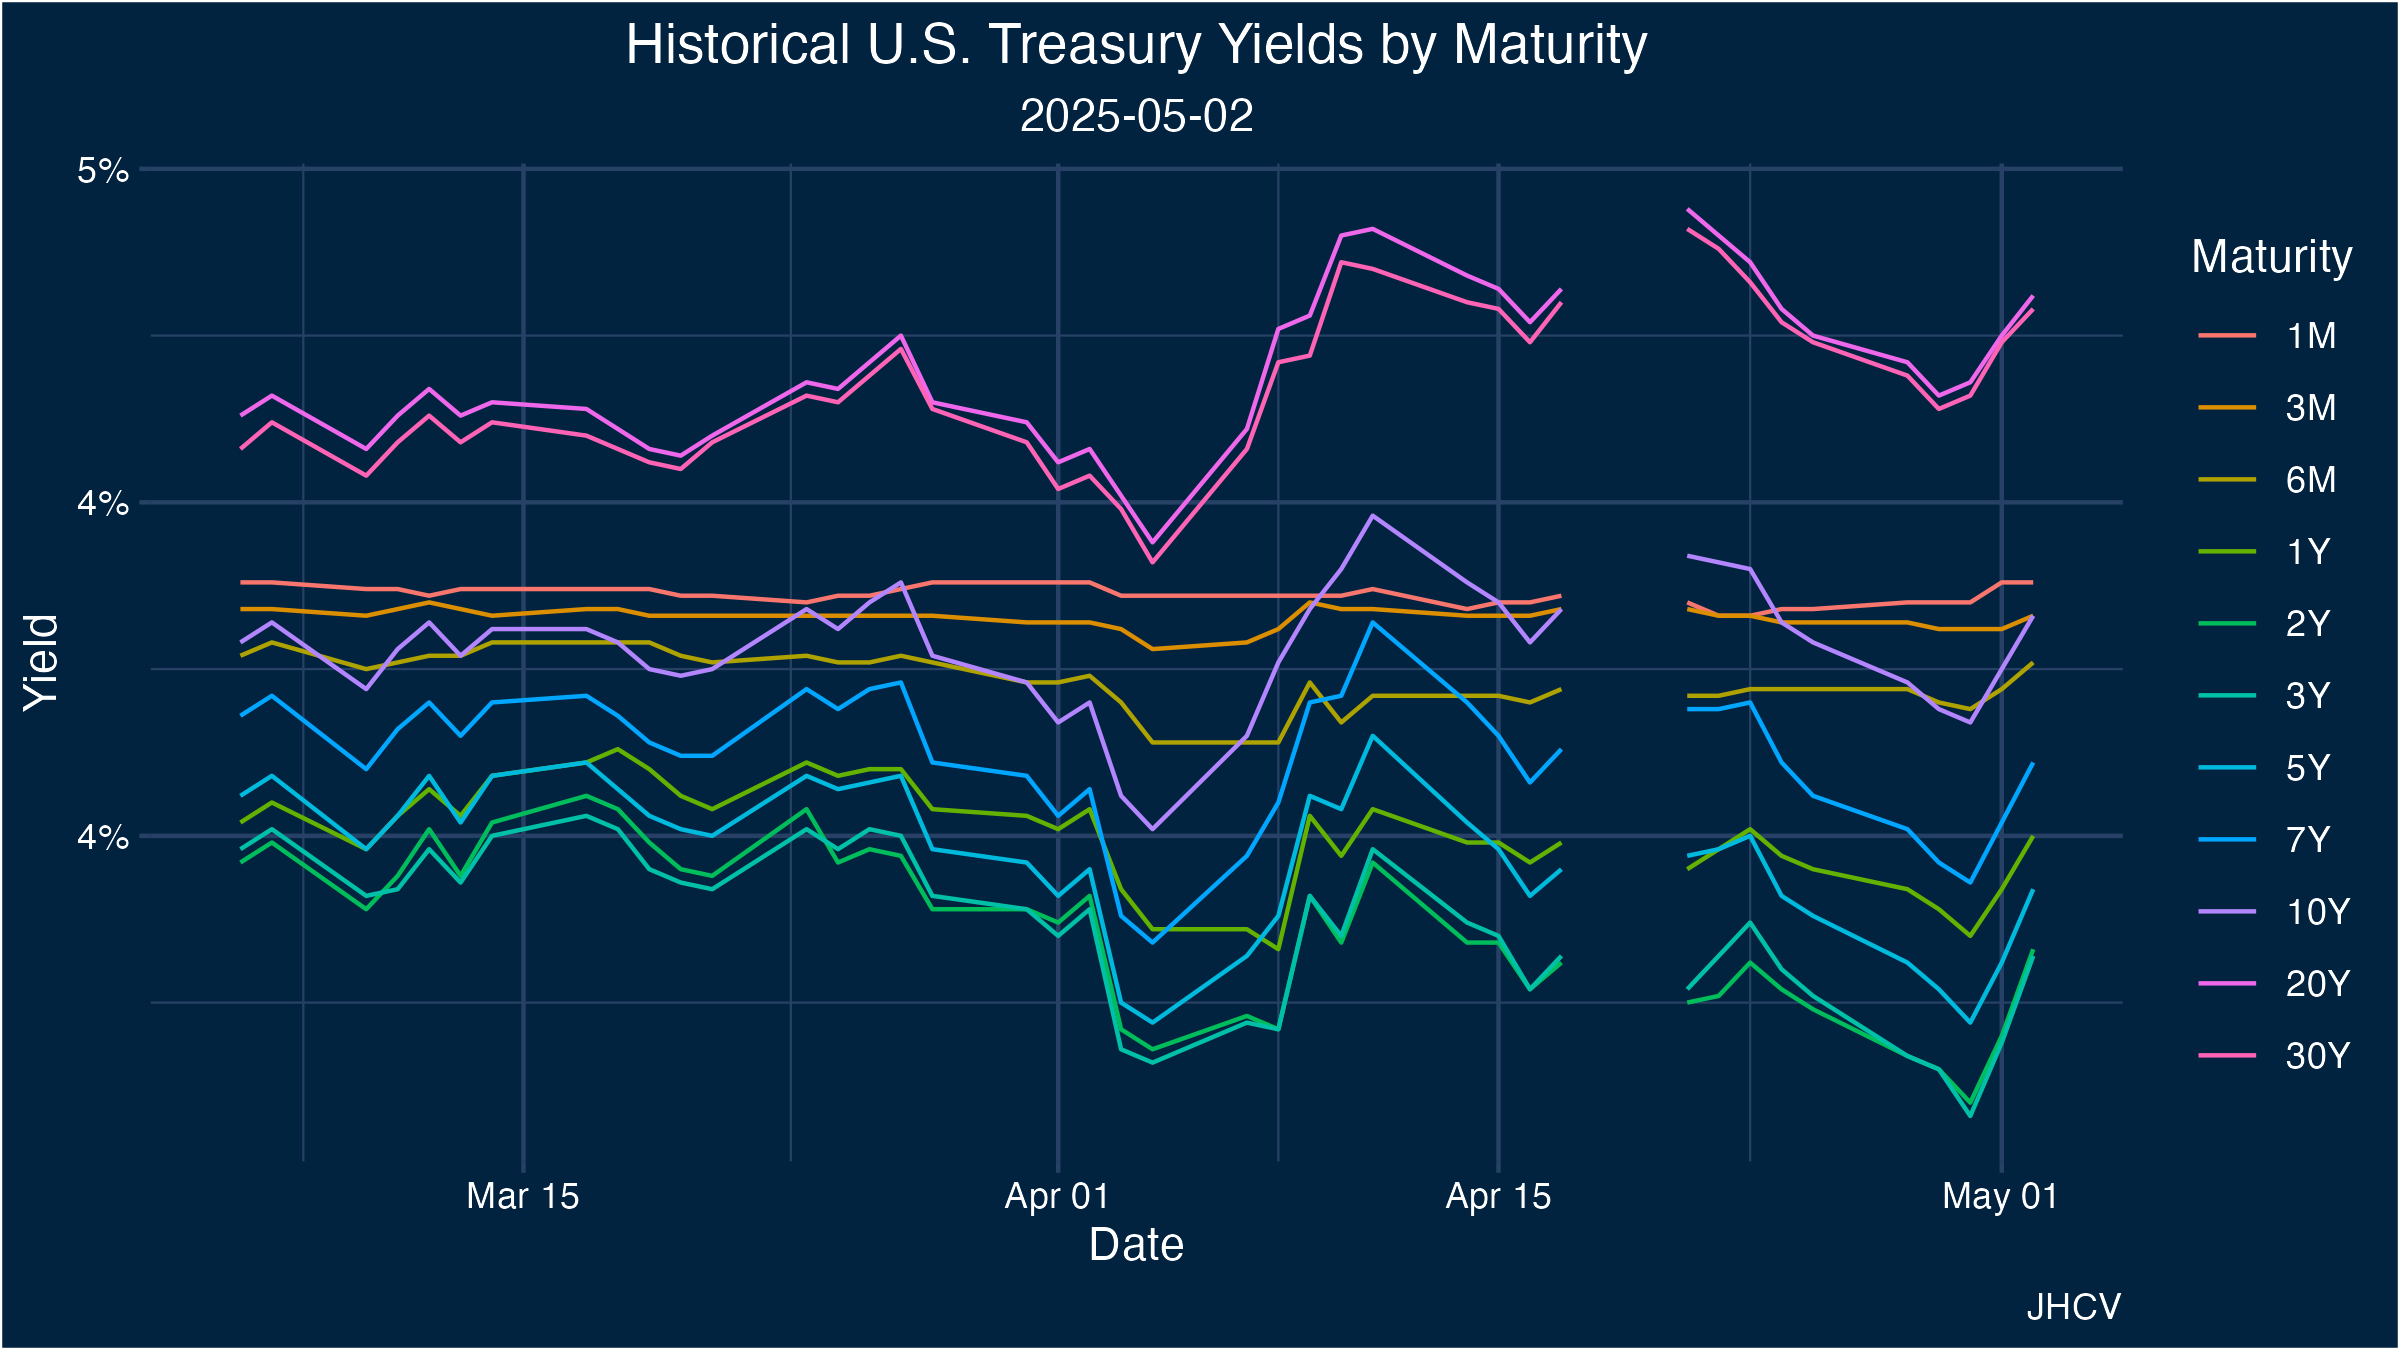 Historical U.S. Treasury Yields by Maturity
2025-05-02
5%
4%
4%
Yield
Mar 15
Apr 01
Apr 15
May 01
Date
Maturity
1M
3M
6M
1Y
2Y
3Y
5Y
7Y
10Y
20Y
30Y
JHCV